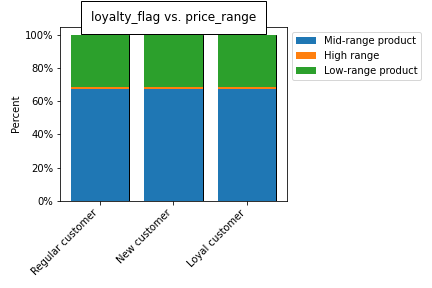 loyalty_flag vs. price_range
100%
80%
60%
40%
20%
0%
Percent
Regular customer
New customer
Loyal customer
Mid-range product
High range
Low-range product